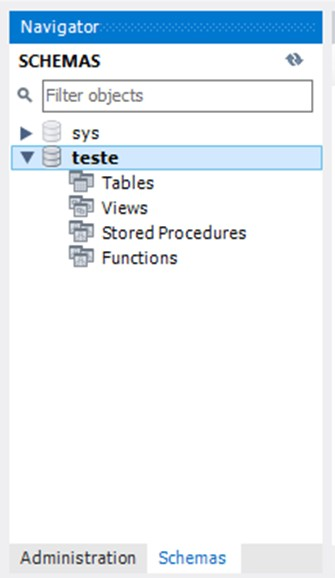 Navigator
SCHEMAS
Filter objects
sys
teste
Tables
Views
Stored Procedures
Functions
Administration Schemas